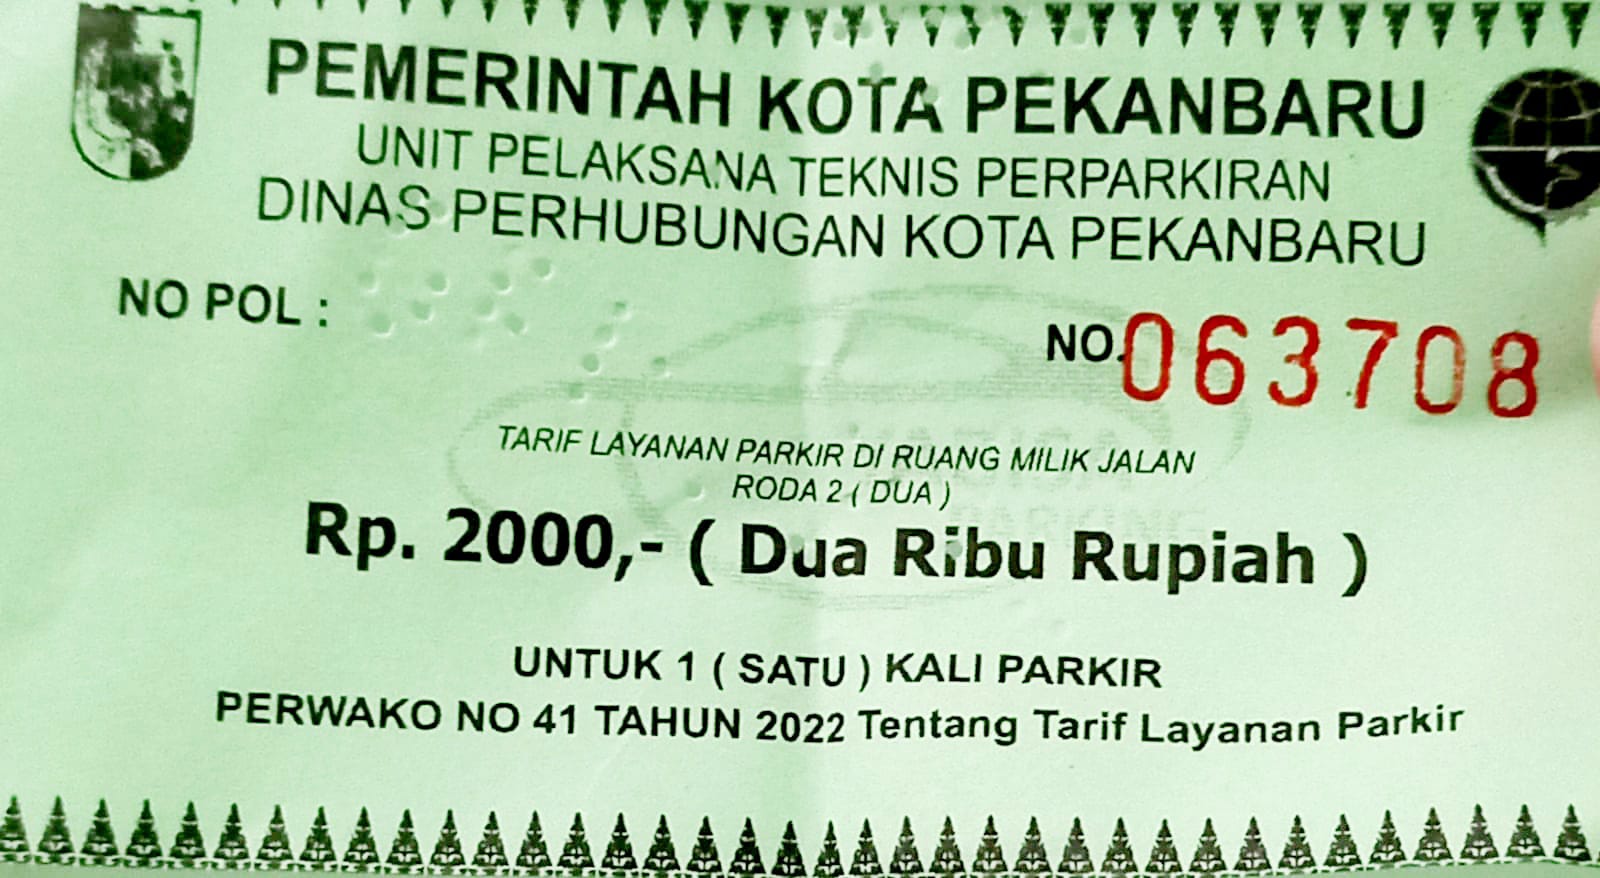 PEMERINTAH KOTA PEKANBARU
UNIT PELAKSANA TEKNIS PERPARKIRAN
DINAS PERHUBUNGAN KOTA PEKANBARU
NO POL :
NO. 063708
TARIF LAYANAN PARKIR DI RUANG MILIK JALAN
RODA 2 ( DUA )
Rp. 2000,- ( Dua Ribu Rupiah )
UNTUK 1 ( SATU ) KALI PARKIR
PERWAKO NO 41 TAHUN 2022 Tentang Tarif Layanan Parkir